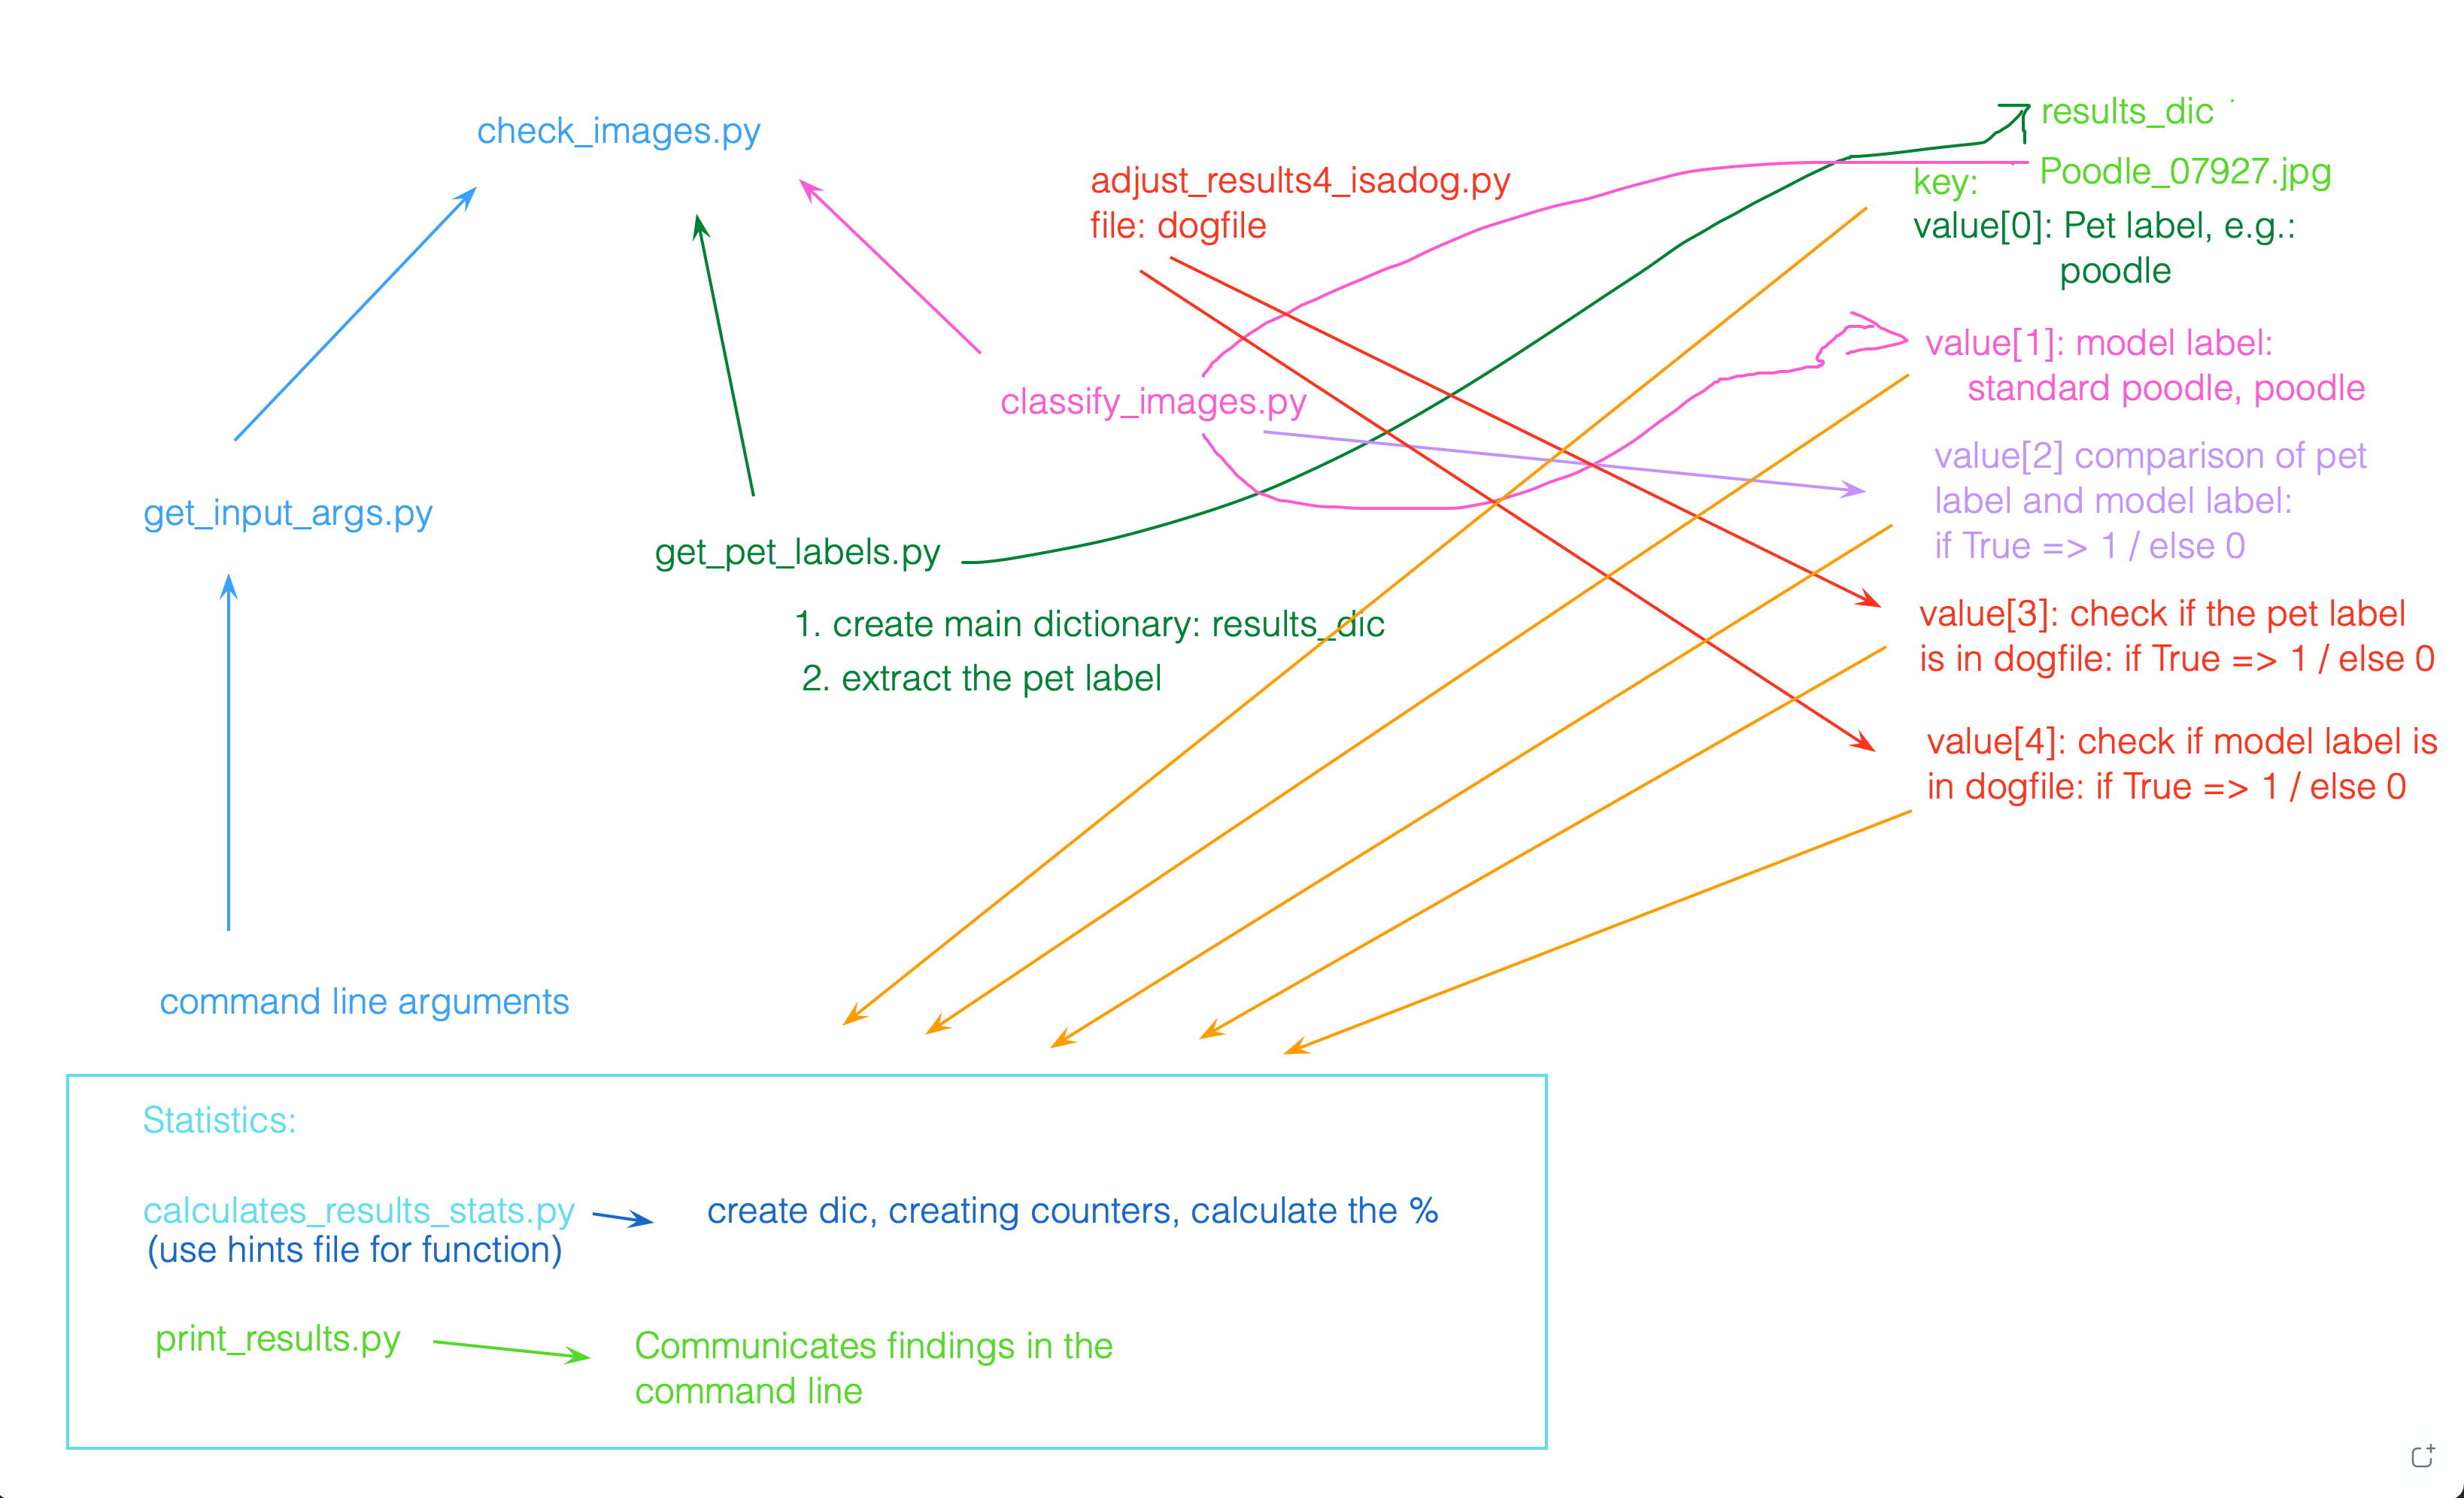 check_images.py
results_dic
adjust_results4_isadog.py
file: dogfile
key:
Poodle_07927.jpg
value[0]: Pet label, e.g.:
poodle
value[1]: model label:
standard poodle, poodle
classify_images.py
value[2] comparison of pet
label and model label:
if True => 1 / else 0
get_input_args.py
get_pet_labels.py
1. create main dictionary: results_dic
2. extract the pet label
value[3]: check if the pet label
is in dogfile: if True => 1 / else 0
value[4]: check if model label is
in dogfile: if True => 1 / else 0
command line arguments
Statistics:
calculates_results_stats.py
(use hints file for function)
create dic, creating counters, calculate the %
print_results.py
Communicates findings in the
command line